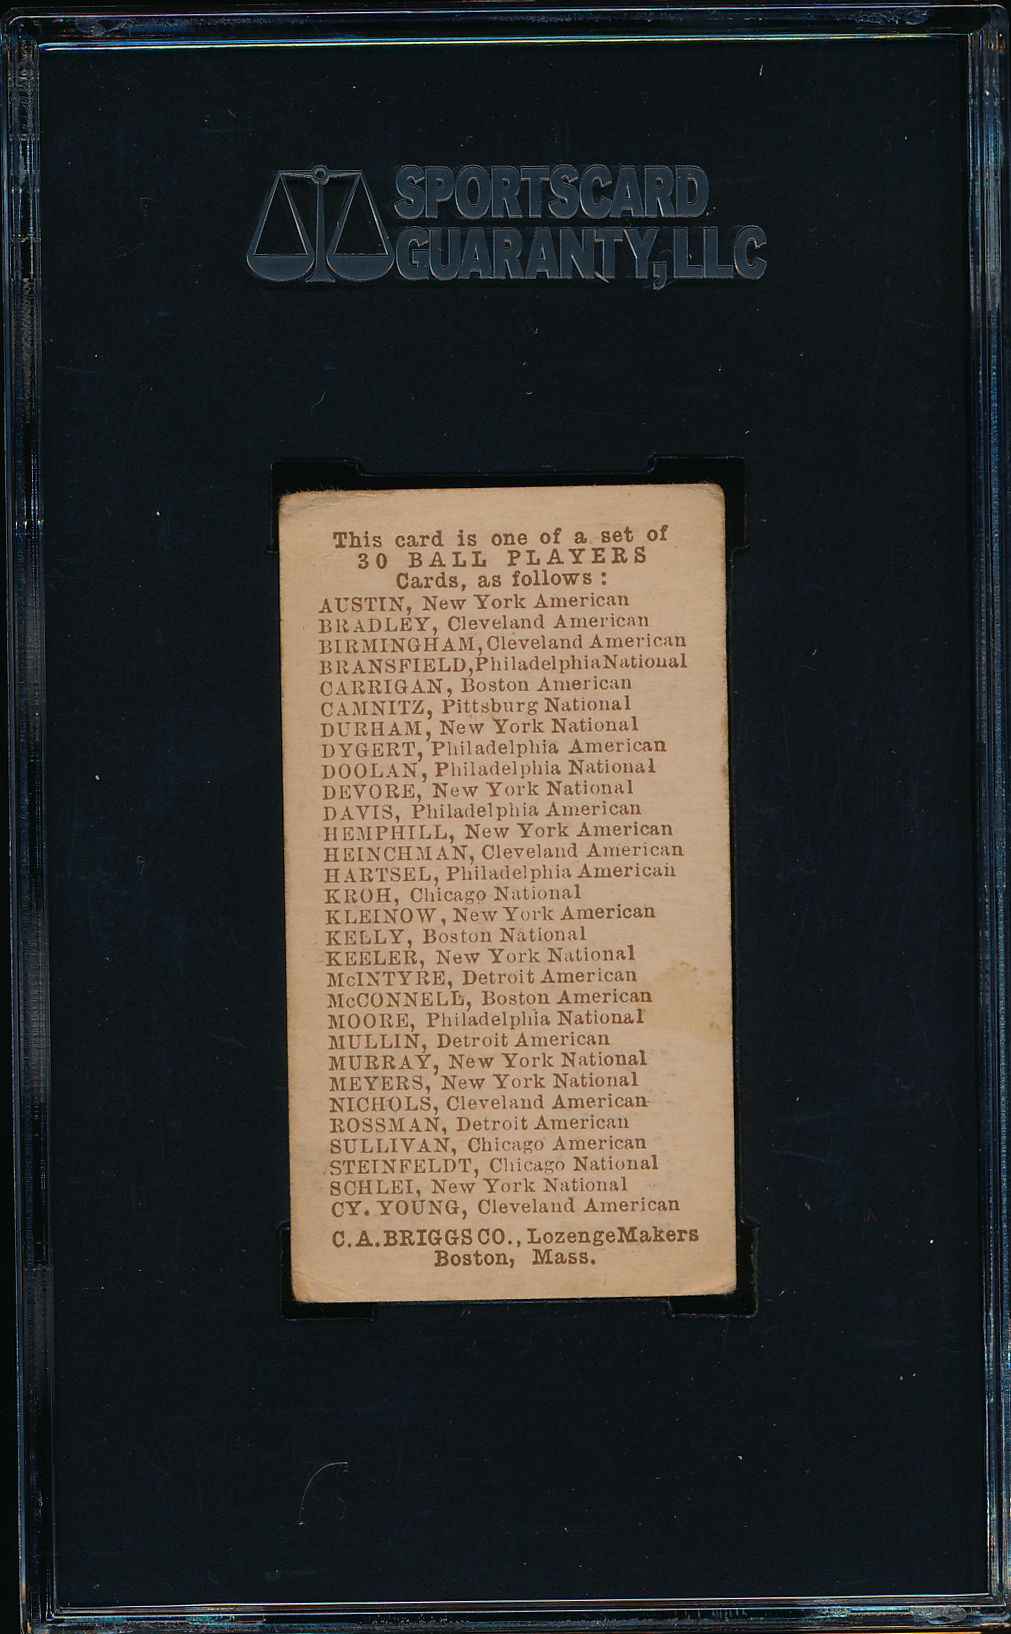 SPORTSCARD
GUARANTY, LLC
This card is one of a set of
30 BALL PLAYERS
Cards, as follows :
AUSTIN, New York American
BRADLEY, Cleveland American
BIRMINGHAM, Cleveland American
BRANSFIELD, Philadelphia National
CARRIGAN, Boston American
CAMNITZ, Pittsburg National
DURHAM, New York National
DYGERT, Philadelphia American
DOOLAN, Philadelphia National
DEVORE, New York National
DAVIS, Philadelphia American
HEMPHILL, New York American
HEINCHMAN, Cleveland American
HARTSEL, Philadelphia American
KROH, Chicago National
KLEINOW, New York American
KELLY, Boston National
KEELER, New York National
McINTYRE, Detroit American
McCONNELL, Boston American
MOORE, Philadelphia National
MULLIN, Detroit American
MURRAY, New York National
MEYERS, New York National
NICHOLS, Cleveland American
ROSSMAN, Detroit American
SULLIVAN, Chicago American
STEINFELDT, Chicago National
SCHLEI, New York National
CY. YOUNG, Cleveland American
C. A. BRIGGS CO., Lozenge Makers
Boston, Mass.